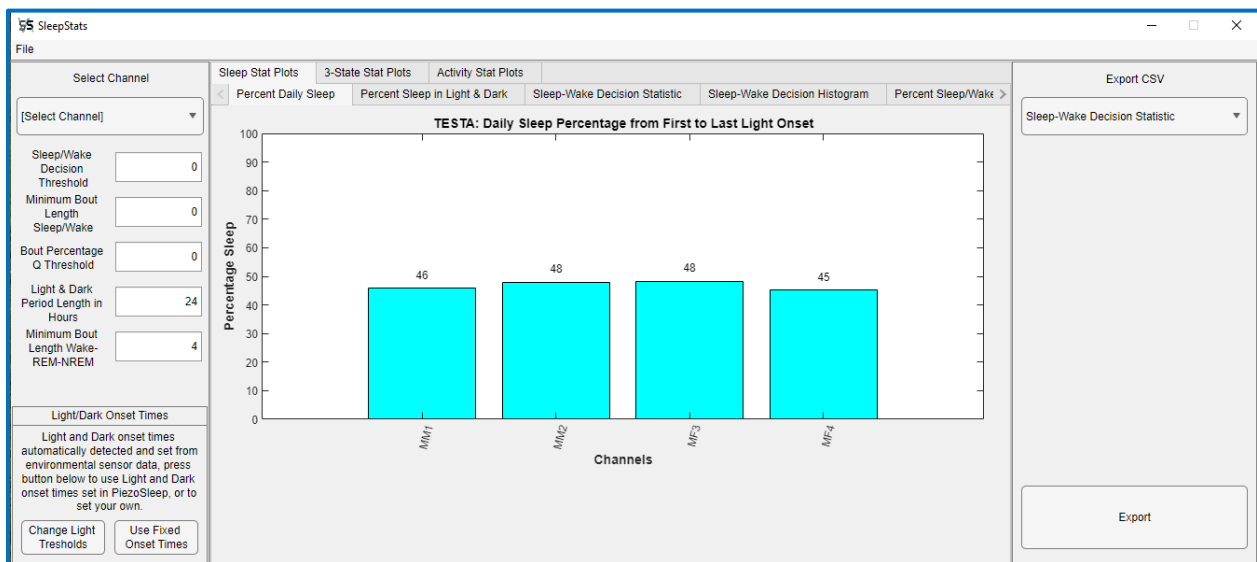 SleepStats
File
Select Channel
[Select Channel]
Sleep/Wake
Decision
Threshold
0
Minimum Bout
Length
Sleep/Wake
0
Bout Percentage
Q Threshold
0
Light & Dark
Period Length in
Hours
24
Minimum Bout
Length Wake-
REM-NREM
4
Light/Dark Onset Times
Light and Dark onset times
automatically detected and set from
environmental sensor data, press
button below to use Light and Dark
onset times set in PiezoSleep, or to
set your own.
Change Light
Tresholds
Use Fixed
Onset Times
Sleep Stat Plots
3-State Stat Plots
Activity Stat Plots
Percent Daily Sleep
Percent Sleep in Light & Dark
Sleep-Wake Decision Statistic
Sleep-Wake Decision Histogram
Percent Sleep/Wake
TESTA: Daily Sleep Percentage from First to Last Light Onset
Percentage Sleep
100
90
80
70
60
50
40
30
20
10
0
46
48
48
45
MM1
MM2
MF3
MF4
Channels
Export CSV
Sleep-Wake Decision Statistic
Export